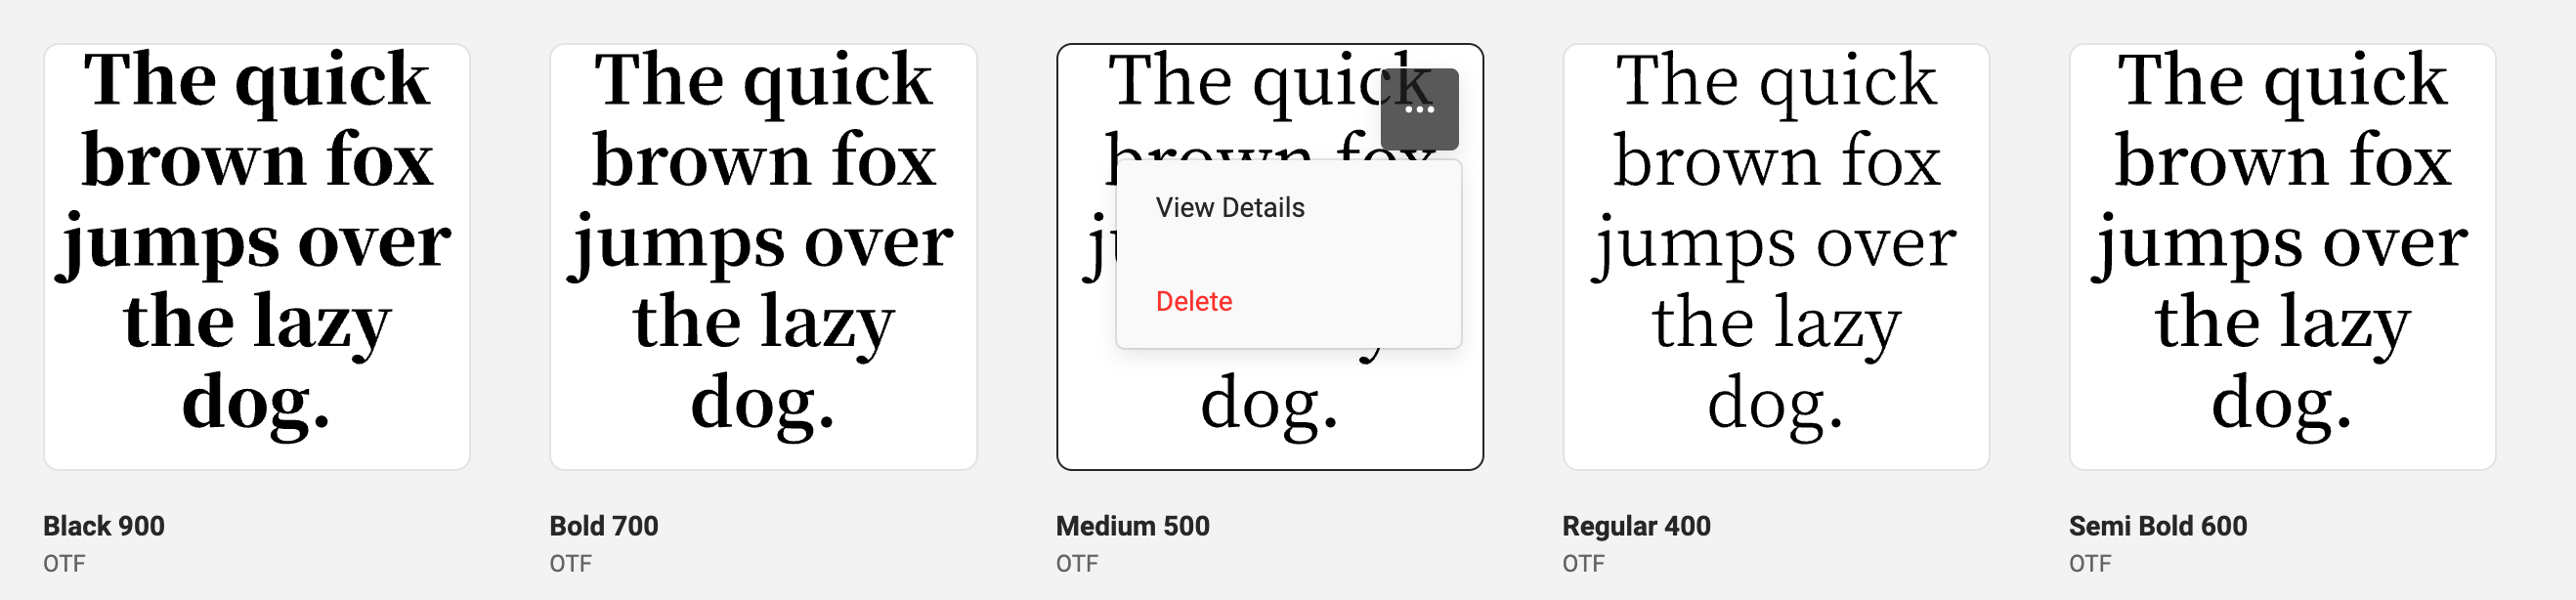 The quick
brown fox
jumps over
the lazy
dog.
Black 900
OTF
The quick
brown fox
jumps over
the lazy
dog.
Bold 700
OTF
The quick
brown fox
View Details
Delete
dog.
Medium 500
OTF
The quick
brown fox
jumps over
the lazy
dog.
Regular 400
OTF
The quick
brown fox
jumps over
the lazy
dog.
Semi Bold 600
OTF